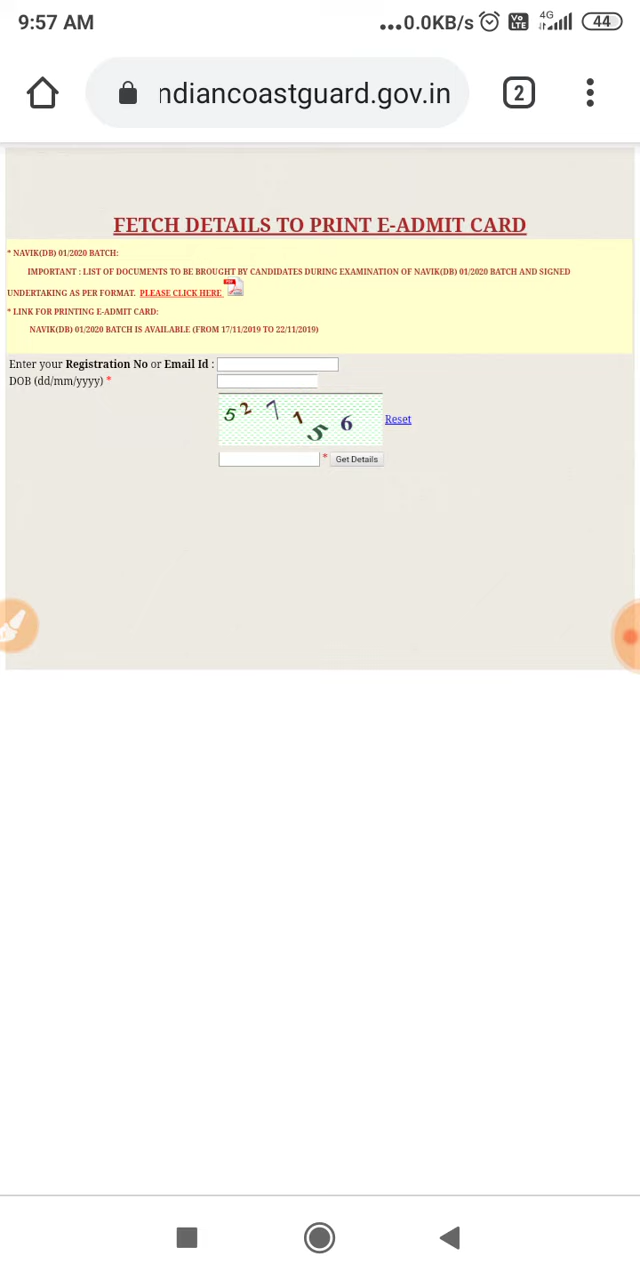 9:57 AM
...0.0KB/s Vo LTE 4G 44
ndiancoastguard.gov.in 2
FETCH DETAILS TO PRINT E-ADMIT CARD
* NAVIK(DB) 01/2020 BATCH:
IMPORTANT : LIST OF DOCUMENTS TO BE BROUGHT BY CANDIDATES DURING EXAMINATION OF NAVIK(DB) 01/2020 BATCH AND SIGNED
UNDERTAKING AS PER FORMAT. PLEASE CLICK HERE
* LINK FOR PRINTING E-ADMIT CARD:
NAVIK(DB) 01/2020 BATCH IS AVAILABLE (FROM 17/11/2019 TO 22/11/2019)
Enter your Registration No or Email Id :
DOB (dd/mm/yyyy) *
527156 Reset
* Get Details